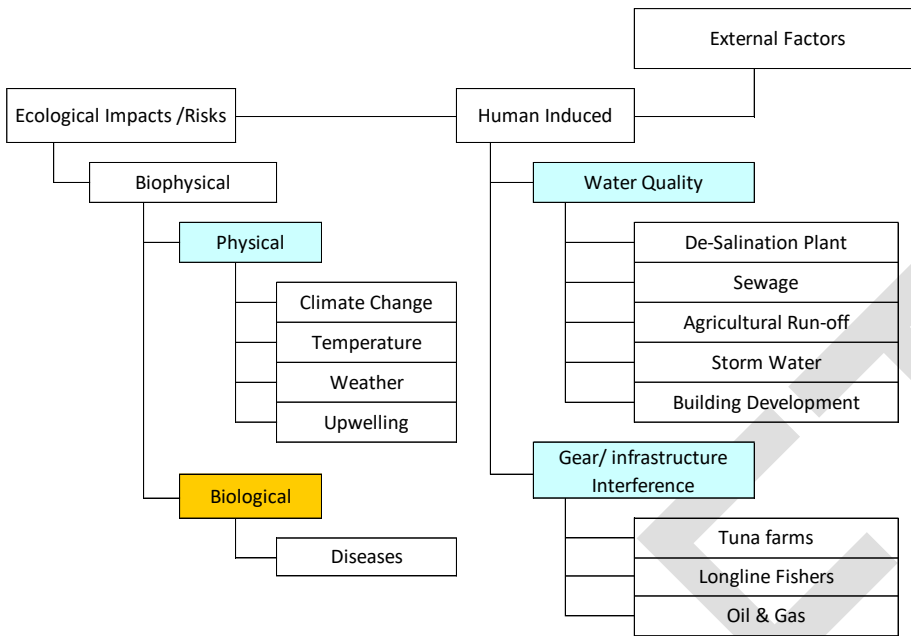 External Factors
Ecological Impacts /Risks
Human Induced
Biophysical
Physical
Climate Change
Temperature
Weather
Upwelling
Biological
Diseases
Water Quality
De-Salination Plant
Sewage
Agricultural Run-off
Storm Water
Building Development
Gear/ infrastructure
Interference
Tuna farms
Longline Fishers
Oil & Gas